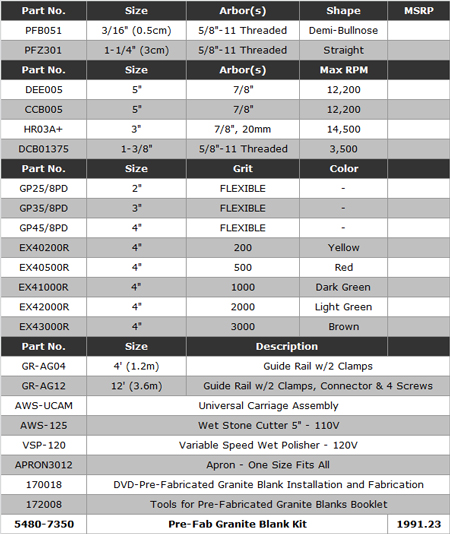 Part No. Size Arbor(s) Shape MSRP
PFB051 3/16" (0.5cm) 5/8"-11 Threaded Demi-Bullnose
PFZ301 1-1/4" (3cm) 5/8"-11 Threaded Straight
Part No. Size Arbor(s) Max RPM
DEE005 5" 7/8" 12,200
CCB005 5" 7/8" 12,200
HR03A+ 3" 7/8", 20mm 14,500
DCB01375 1-3/8" 5/8"-11 Threaded 3,500
Part No. Size Grit Color
GP25/8PD 2" FLEXIBLE -
GP35/8PD 3" FLEXIBLE -
GP45/8PD 4" FLEXIBLE -
EX40200R 4" 200 Yellow
EX40500R 4" 500 Red
EX41000R 4" 1000 Dark Green
EX42000R 4" 2000 Light Green
EX43000R 4" 3000 Brown
Part No. Size Description
GR-AG04 4' (1.2m) Guide Rail w/2 Clamps
GR-AG12 12' (3.6m) Guide Rail w/2 Clamps, Connector & 4 Screws
AWS-UCAM Universal Carriage Assembly
AWS-125 Wet Stone Cutter 5" - 110V
VSP-120 Variable Speed Wet Polisher - 120V
APRON3012 Apron - One Size Fits All
170018 DVD-Pre-Fabricated Granite Blank Installation and Fabrication
172008 Tools for Pre-Fabricated Granite Blanks Booklet
5480-7350 Pre-Fab Granite Blank Kit 1991.23